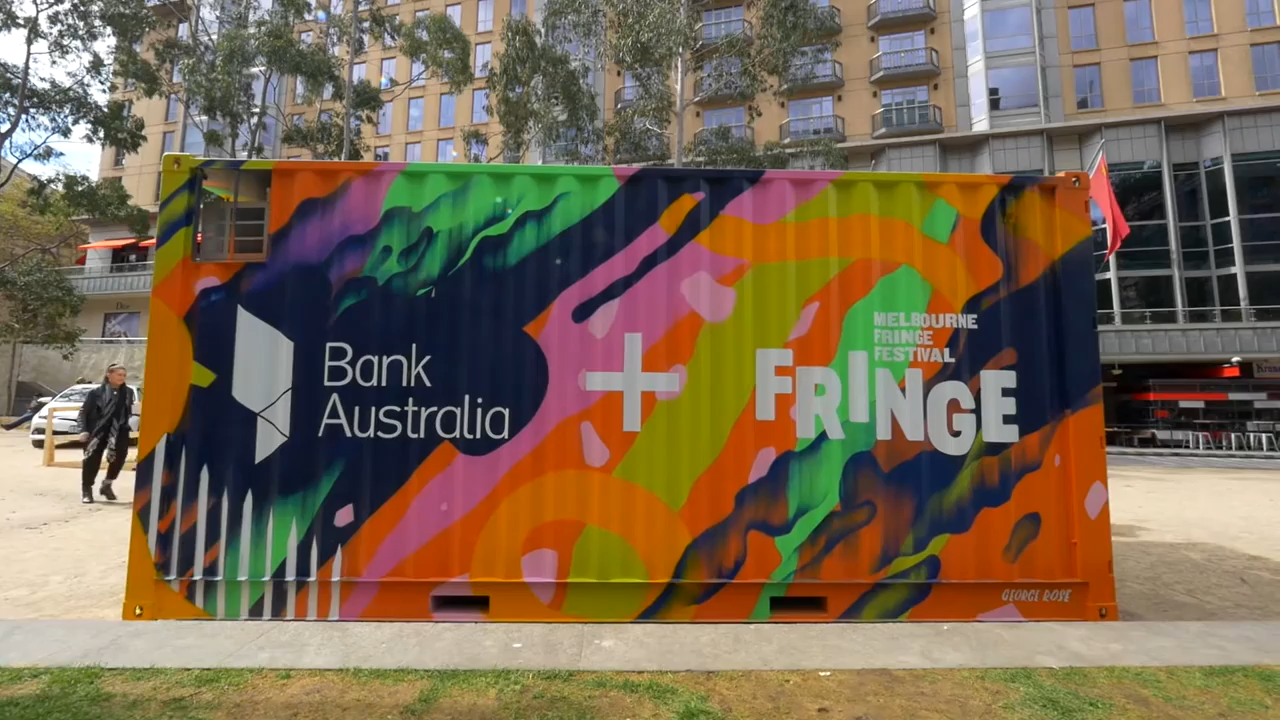 Bank
Australia
+
MELBOURNE
FRINGE
FESTIVAL
FRINGE
GEORGE ROSE